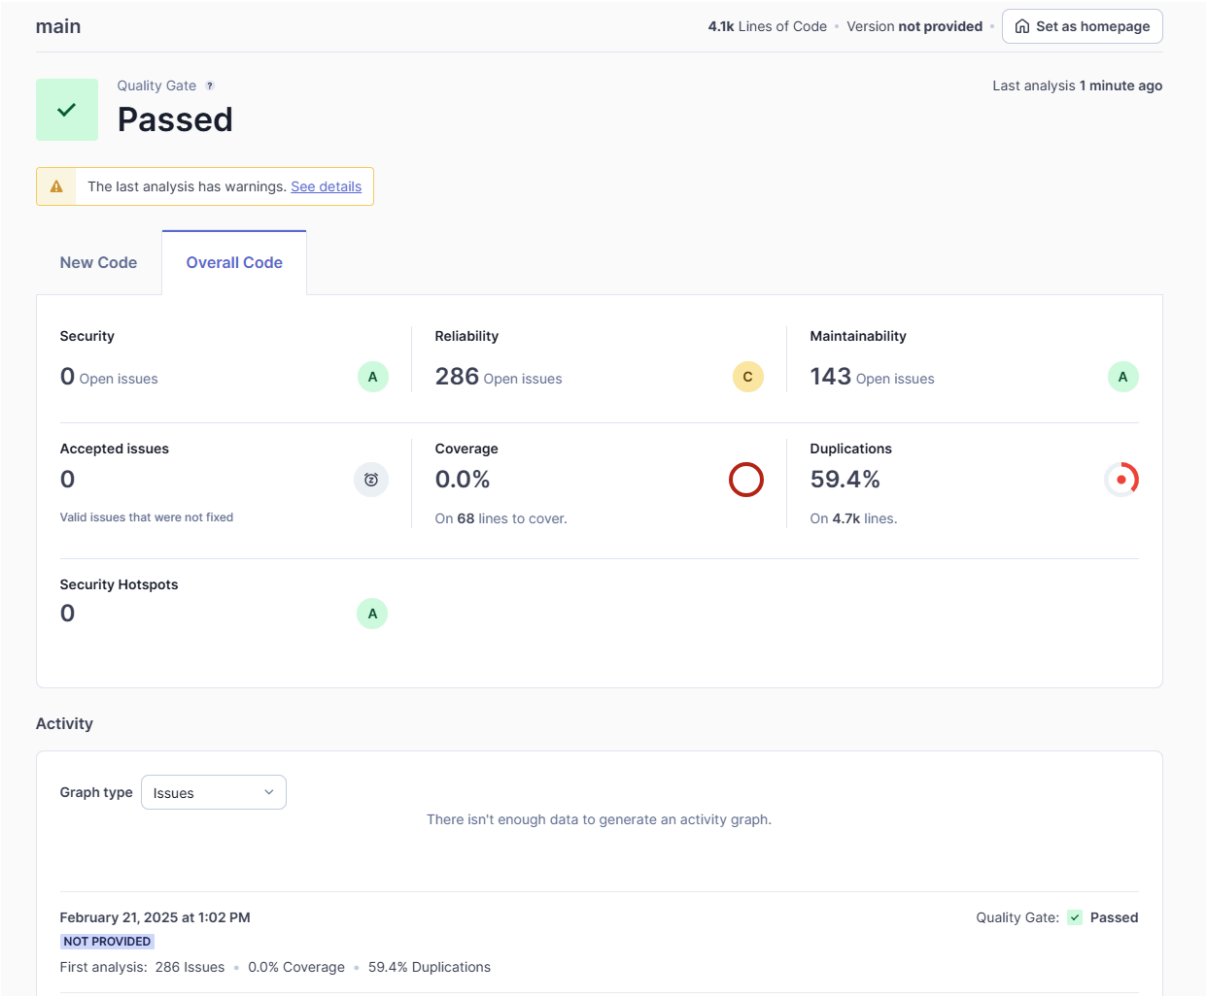 main
4.1k Lines of Code • Version not provided • Set as homepage
Quality Gate ?
Last analysis 1 minute ago
Passed
The last analysis has warnings. See details
New Code
Overall Code
Security
0 Open issues
A
Reliability
286 Open issues
C
Maintainability
143 Open issues
A
Accepted issues
0
Valid issues that were not fixed
Coverage
0.0%
On 68 lines to cover.
Duplications
59.4%
On 4.7k lines.
Security Hotspots
0
A
Activity
Graph type Issues
There isn't enough data to generate an activity graph.
February 21, 2025 at 1:02 PM
Quality Gate: Passed
NOT PROVIDED
First analysis: 286 Issues • 0.0% Coverage • 59.4% Duplications